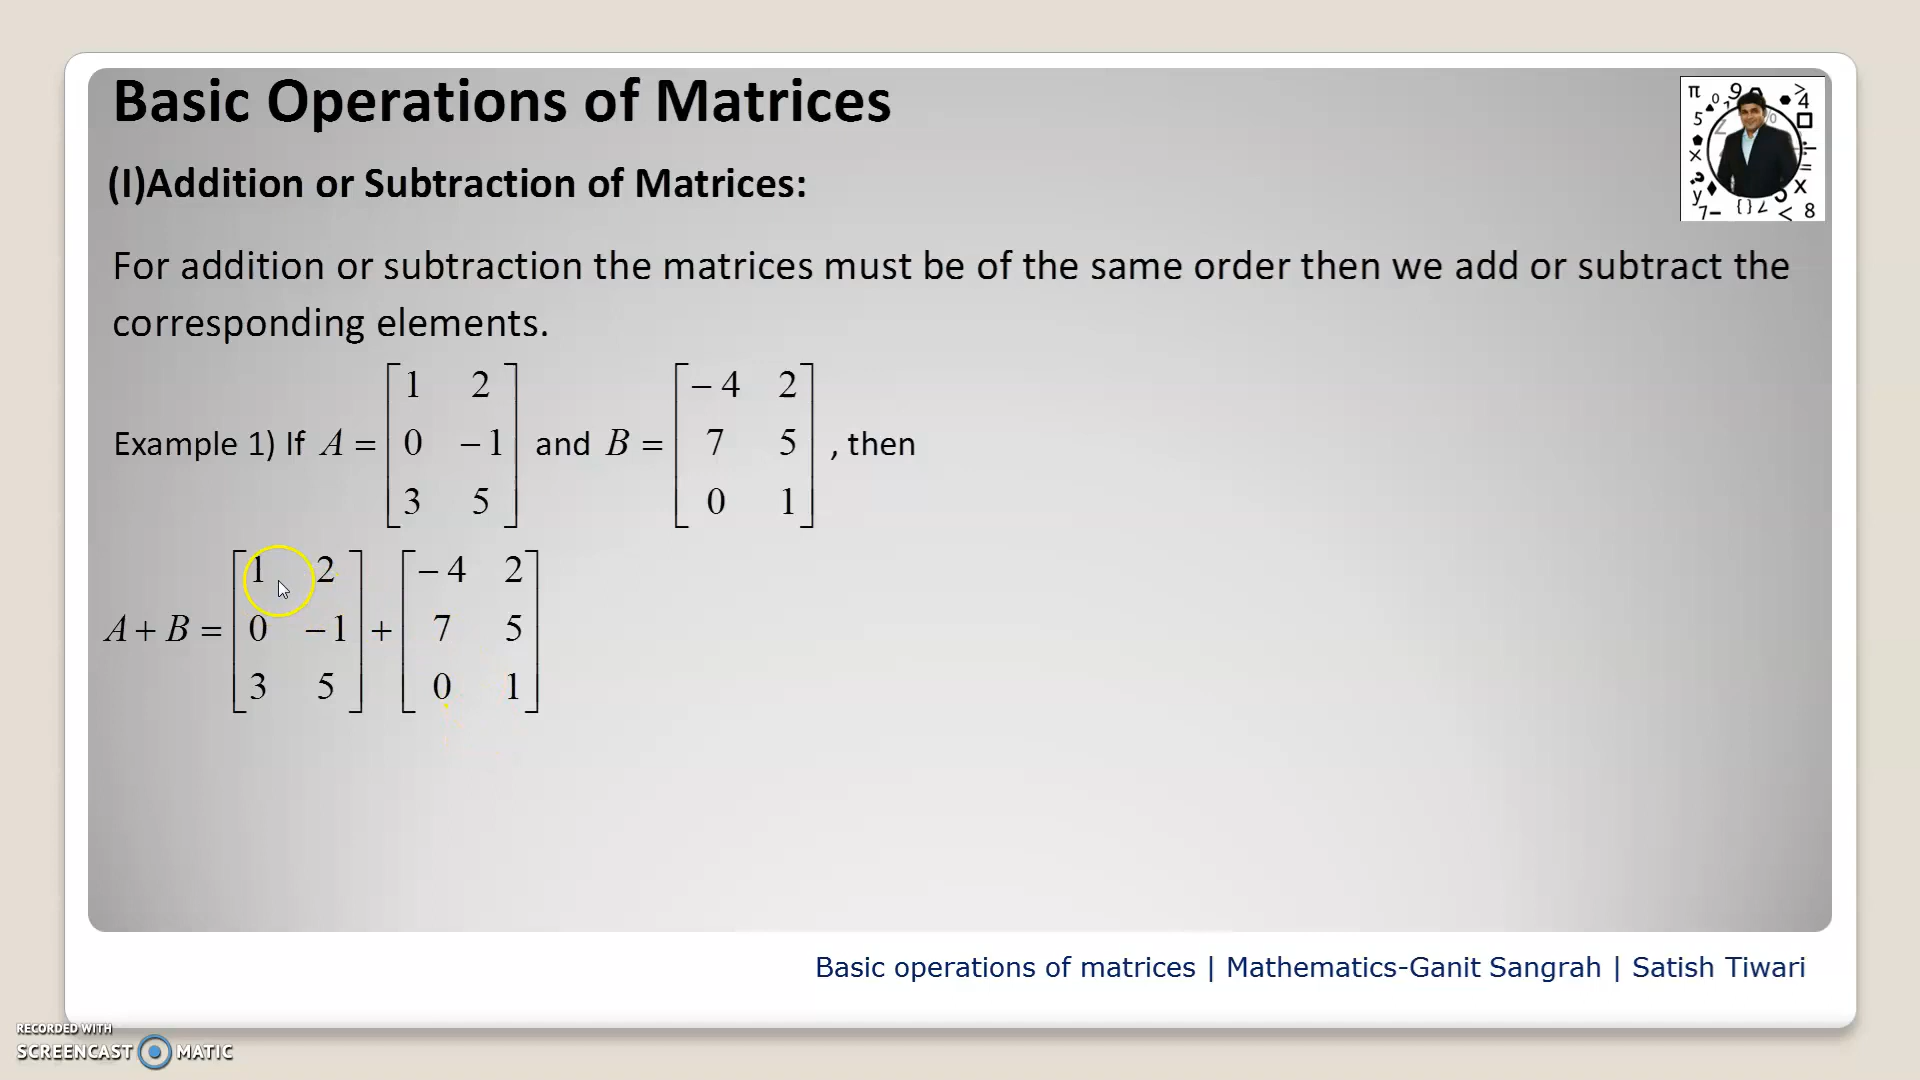 Basic Operations of Matrices
(I)Addition or Subtraction of Matrices:
For addition or subtraction the matrices must be of the same order then we add or subtract the
corresponding elements.
Example 1) If A = [1 2; 0 −1; 3 5] and B = [−4 2; 7 5; 0 1] , then
A + B = [1 2; 0 −1; 3 5] + [−4 2; 7 5; 0 1]
Basic operations of matrices | Mathematics-Ganit Sangrah | Satish Tiwari
RECORDED WITH
SCREENCAST MATIC